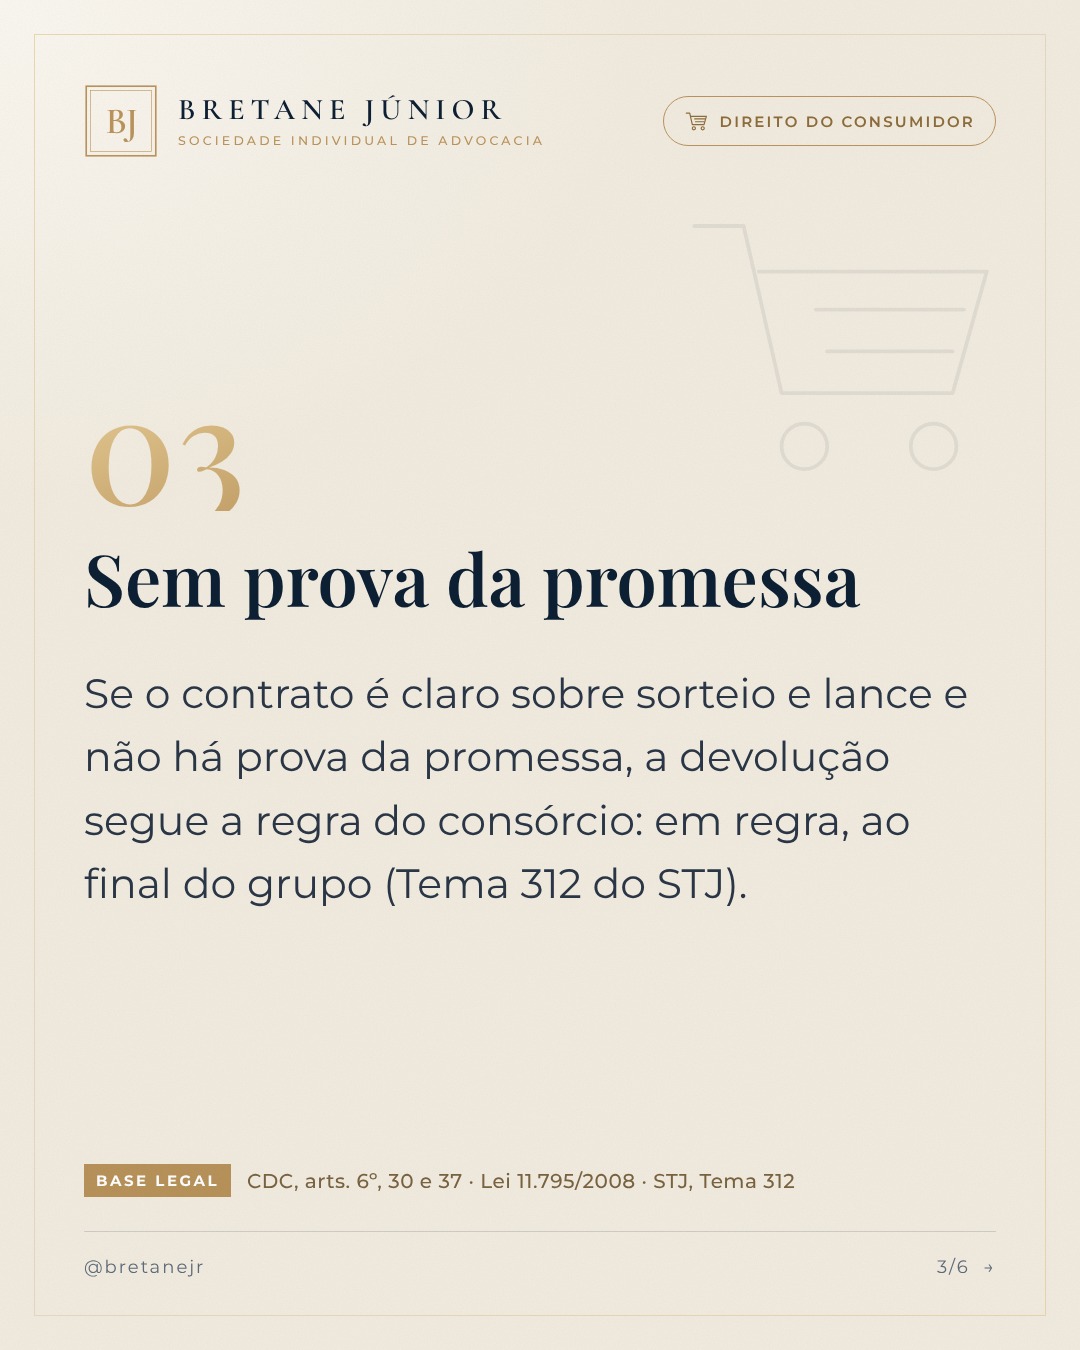 BJ
BRETANE JÚNIOR
SOCIEDADE INDIVIDUAL DE ADVOCACIA
DIREITO DO CONSUMIDOR
03
Sem prova da promessa
Se o contrato é claro sobre sorteio e lance e
não há prova da promessa, a devolução
segue a regra do consórcio: em regra, ao
final do grupo (Tema 312 do STJ).
BASE LEGAL CDC, arts. 6º, 30 e 37 · Lei 11.795/2008 · STJ, Tema 312
@bretanejr
3/6 →